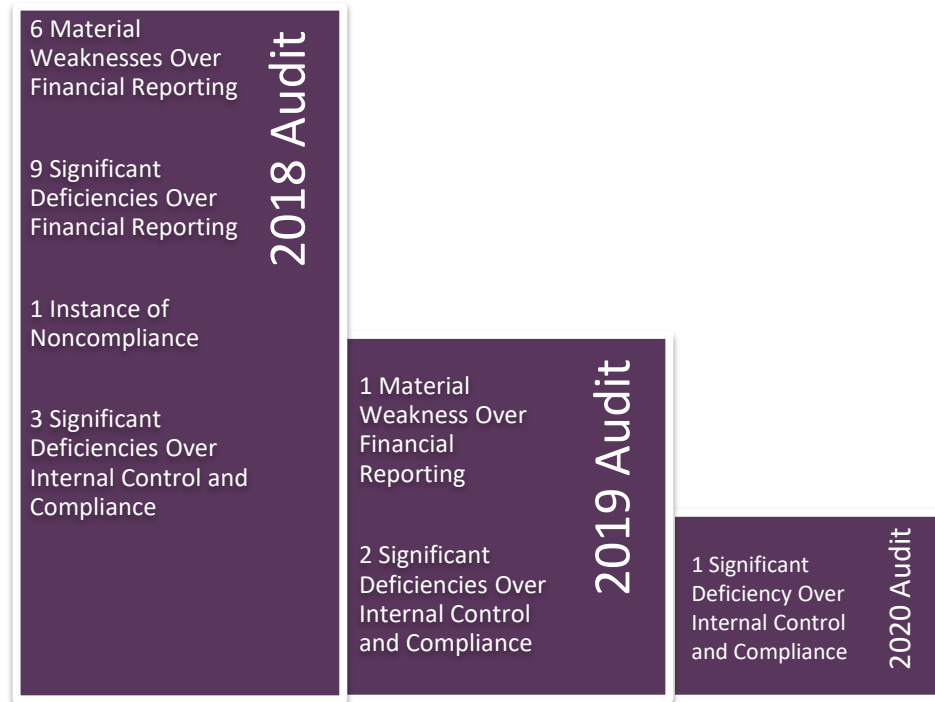 6 Material
Weaknesses Over
Financial Reporting
9 Significant
Deficiencies Over
Financial Reporting
1 Instance of
Noncompliance
3 Significant
Deficiencies Over
Internal Control and
Compliance
2018 Audit
1 Material
Weakness Over
Financial
Reporting
2 Significant
Deficiencies Over
Internal Control
and Compliance
2019 Audit
1 Significant
Deficiency Over
Internal Control
and Compliance
2020 Audit